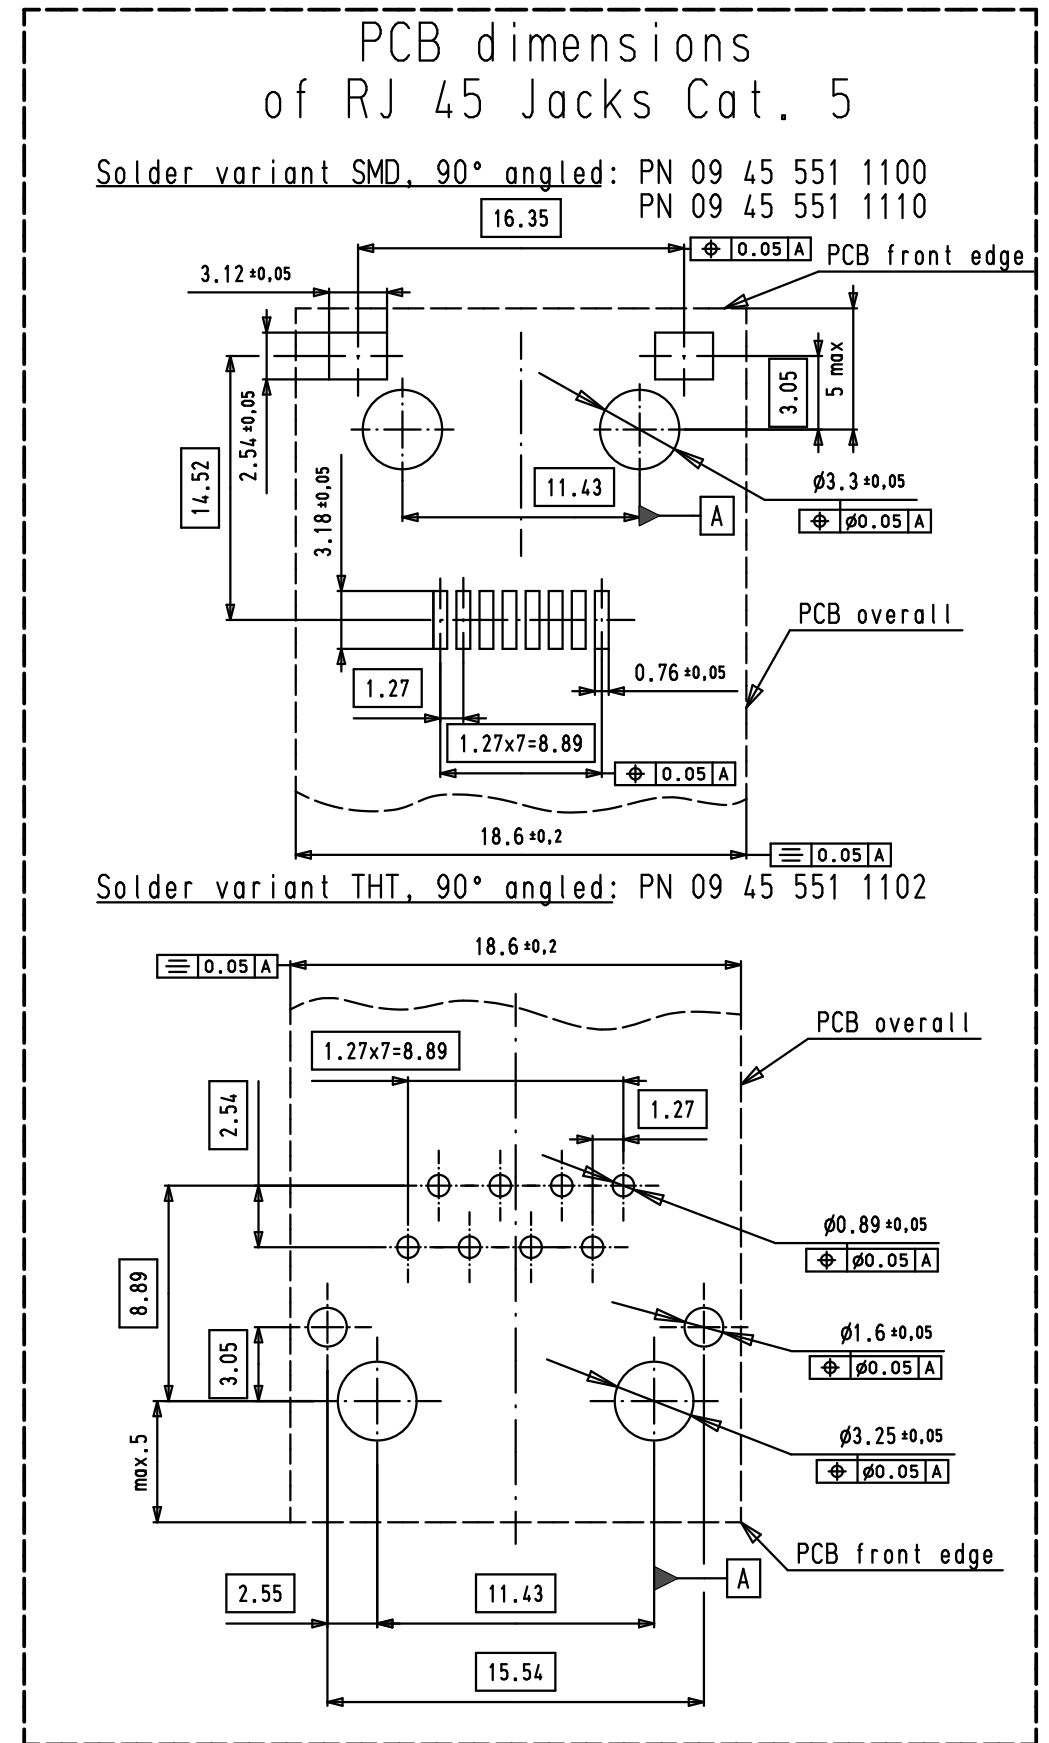 PCB dimensions
of RJ 45 Jacks Cat. 5
Solder variant SMD, 90° angled: PN 09 45 551 1100
PN 09 45 551 1110
16.35
⌖ 0.05 A
PCB front edge
3.12 ±0,05
2.54 ±0,05
3.05
5 max
14.52
3.18 ±0,05
11.43
A
ø3.3 ±0,05
⌖ ø0.05 A
PCB overall
0.76 ±0,05
1.27
1.27x7=8.89
⌖ 0.05 A
18.6 ±0,2
⌯ 0.05 A
Solder variant THT, 90° angled: PN 09 45 551 1102
18.6 ±0,2
⌯ 0.05 A
PCB overall
1.27x7=8.89
2.54
1.27
ø0.89 ±0,05
⌖ ø0.05 A
8.89
3.05
ø1.6 ±0,05
⌖ ø0.05 A
max.5
ø3.25 ±0,05
⌖ ø0.05 A
PCB front edge
2.55
11.43
A
15.54